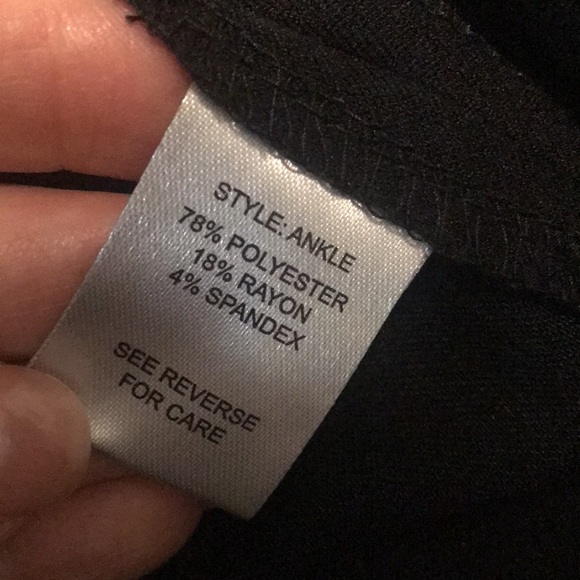 STYLE: ANKLE
78% POLYESTER
18% RAYON
4% SPANDEX
SEE REVERSE
FOR CARE